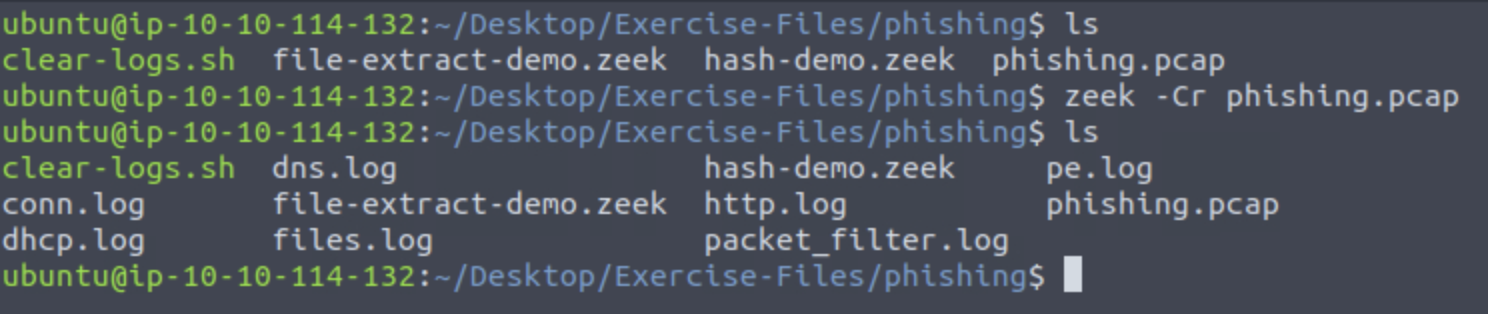 ubuntu@ip-10-10-114-132:~/Desktop/Exercise-Files/phishing$ ls
clear-logs.sh  file-extract-demo.zeek  hash-demo.zeek  phishing.pcap
ubuntu@ip-10-10-114-132:~/Desktop/Exercise-Files/phishing$ zeek -Cr phishing.pcap
ubuntu@ip-10-10-114-132:~/Desktop/Exercise-Files/phishing$ ls
clear-logs.sh  dns.log                 hash-demo.zeek     pe.log
conn.log       file-extract-demo.zeek  http.log           phishing.pcap
dhcp.log       files.log               packet_filter.log
ubuntu@ip-10-10-114-132:~/Desktop/Exercise-Files/phishing$